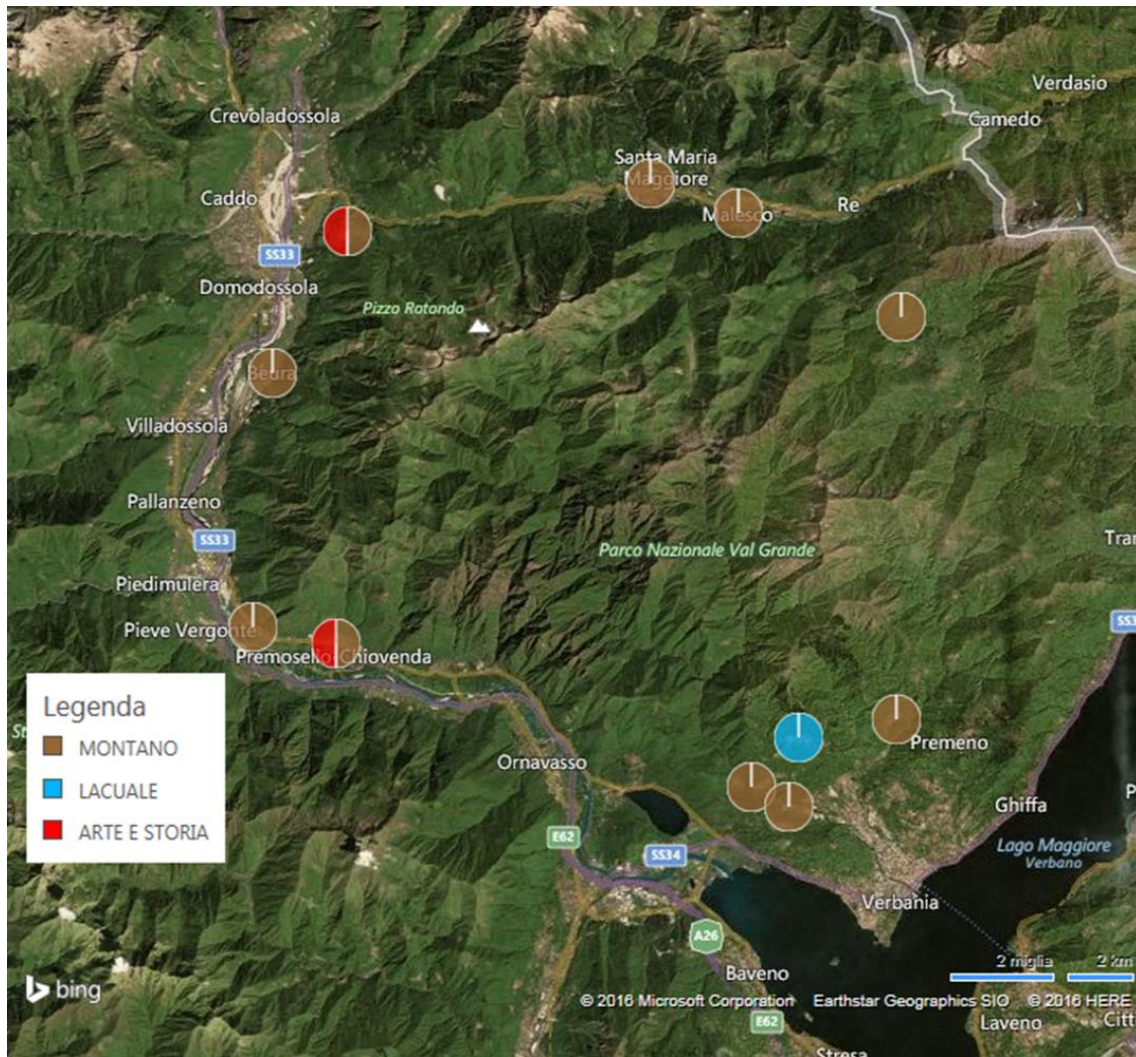 Verdasio
Crevoladossola
Camedo
Santa Maria
Maggiore
Caddo
Malesco
Re
SS33
Domodossola
Pizzo Rotondo
Beura
Villadossola
Pallanzeno
SS33
Parco Nazionale Val Grande
Piedimulera
Pieve Vergonte
Premosello-Chiovenda
Legenda
MONTANO
LACUALE
ARTE E STORIA
Premeno
Ornavasso
Ghiffa
E62
SS34
Lago Maggiore
Verbano
Verbania
A26
2 miglia
2 km
Baveno
bing
© 2016 Microsoft Corporation Earthstar Geographics SIO © 2016 HERE
E62
Laveno
Citt
Stresa